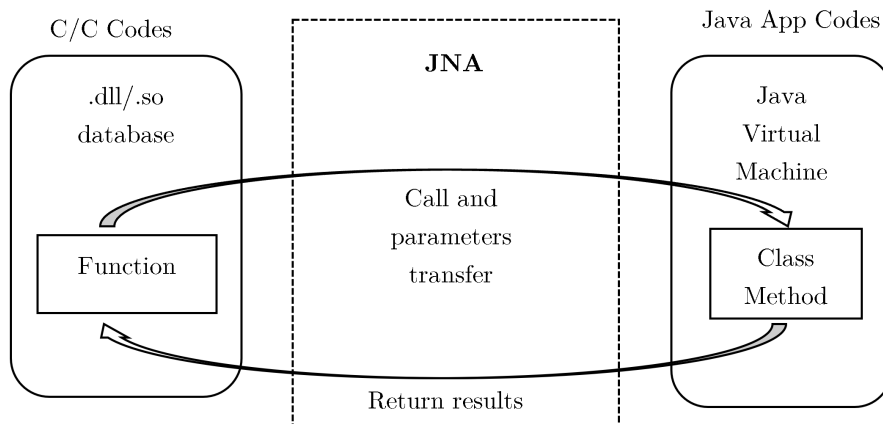 C/C Codes
.dll/.so
database
Function
JNA
Call and
parameters
transfer
Return results
Java App Codes
Java
Virtual
Machine
Class
Method